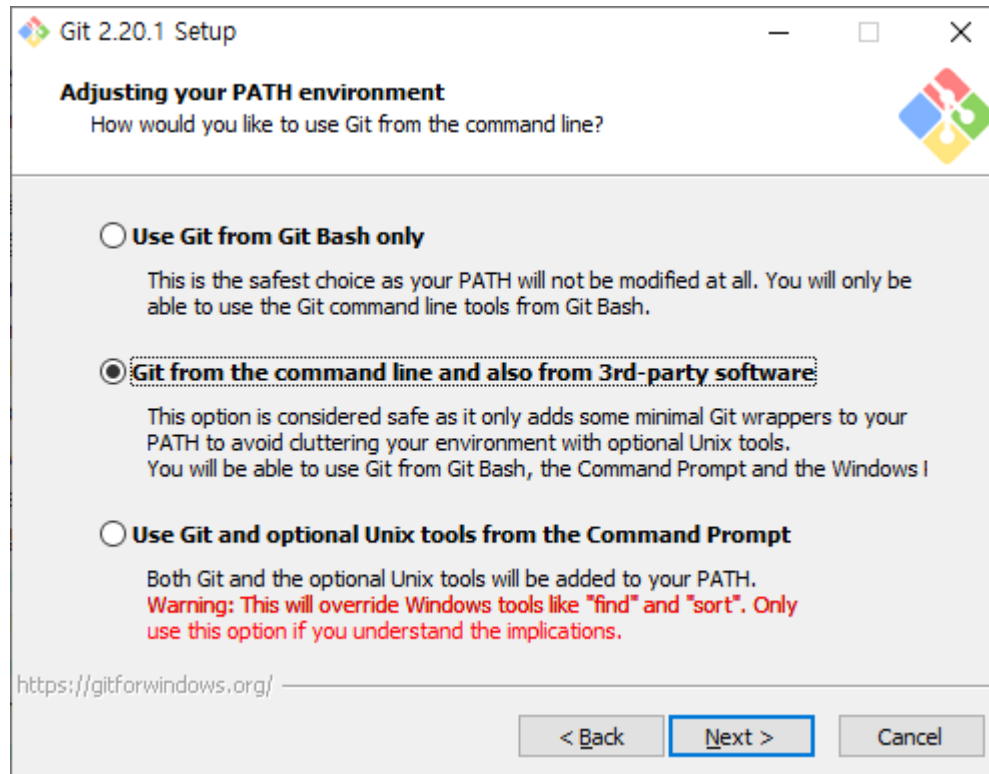 Git 2.20.1 Setup
Adjusting your PATH environment
How would you like to use Git from the command line?
Use Git from Git Bash only
This is the safest choice as your PATH will not be modified at all. You will only be
able to use the Git command line tools from Git Bash.
Git from the command line and also from 3rd-party software
This option is considered safe as it only adds some minimal Git wrappers to your
PATH to avoid cluttering your environment with optional Unix tools.
You will be able to use Git from Git Bash, the Command Prompt and the Windows
Use Git and optional Unix tools from the Command Prompt
Both Git and the optional Unix tools will be added to your PATH.
Warning: This will override Windows tools like "find" and "sort". Only
use this option if you understand the implications.
https://gitforwindows.org/
< Back
Next >
Cancel